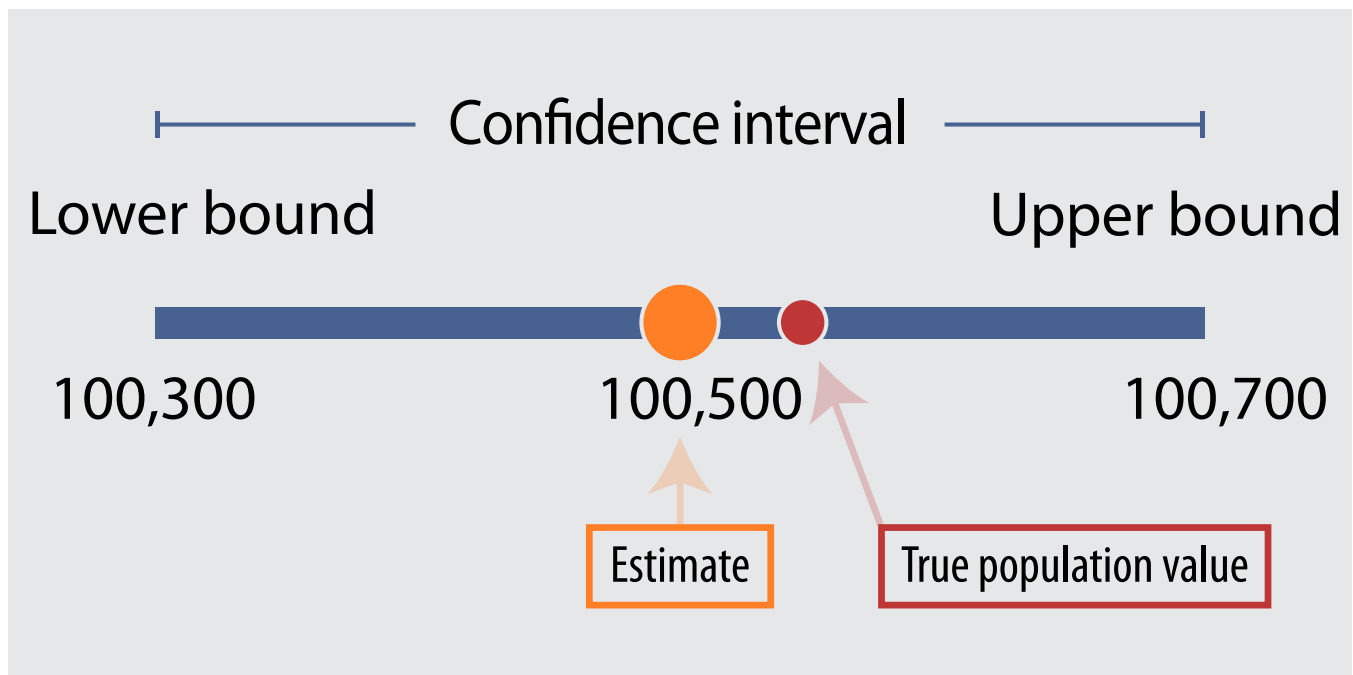 Confidence interval
Lower bound
Upper bound
100,300
100,500
100,700
Estimate
True population value